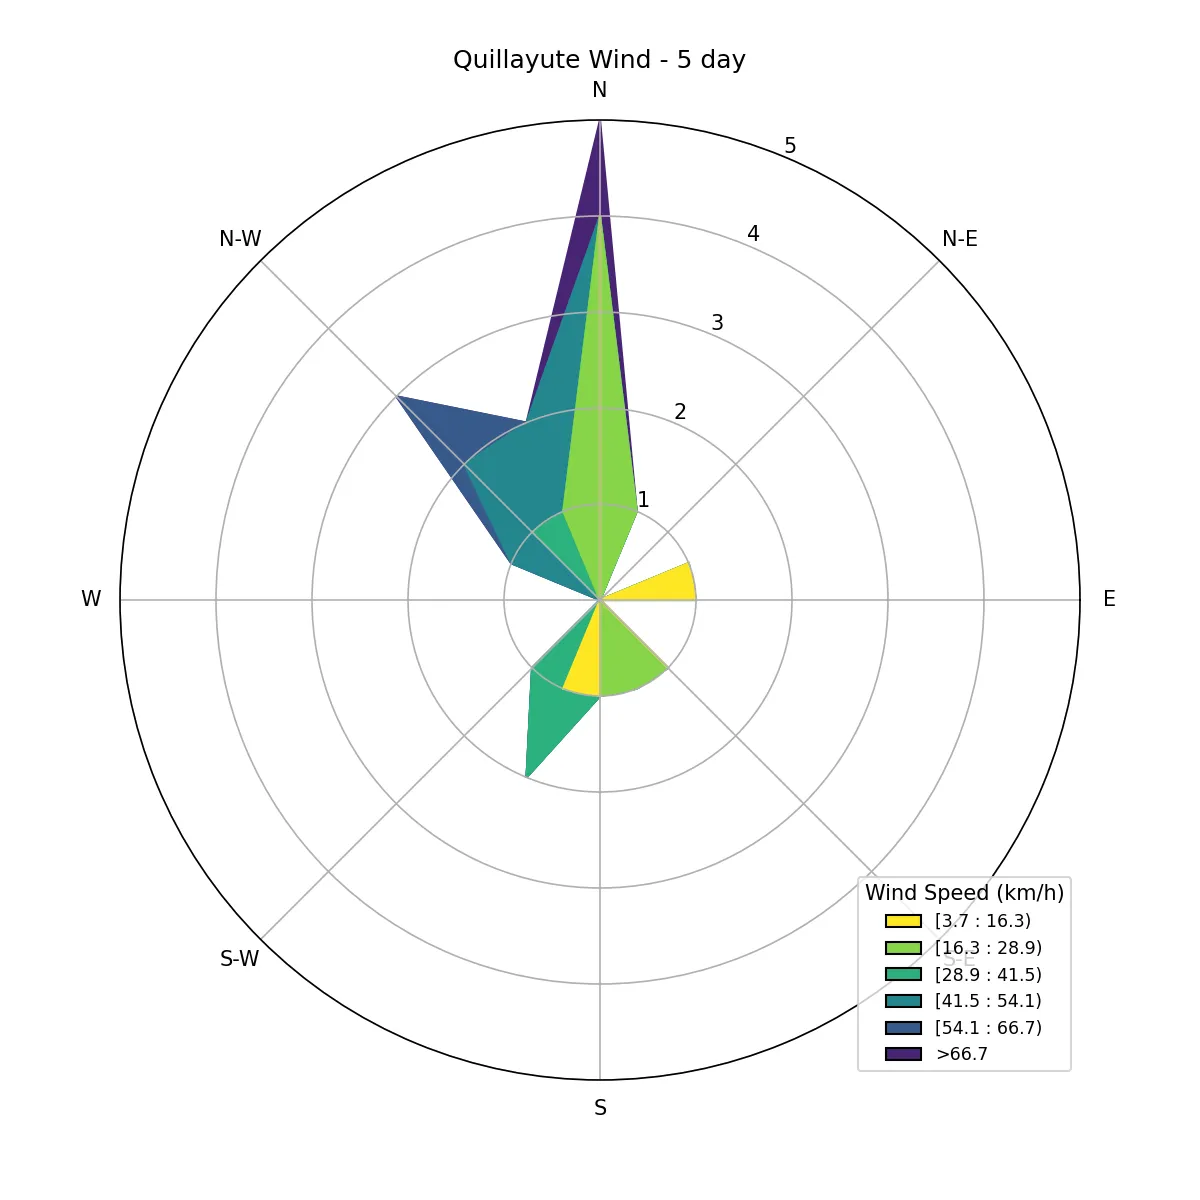 Quillayute Wind - 5 day
N
5
N-W
4
N-E
3
2
1
W
E
S-W
S-E
S
Wind Speed (km/h)
[3.7 : 16.3)
[16.3 : 28.9)
[28.9 : 41.5)
[41.5 : 54.1)
[54.1 : 66.7)
>66.7